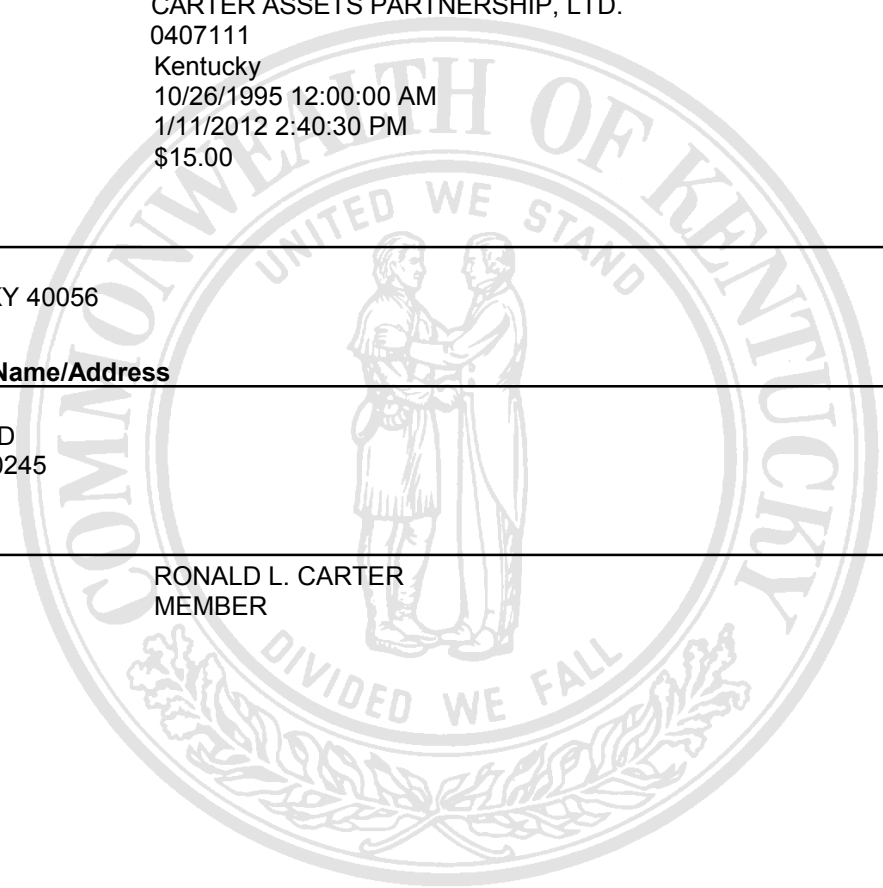 CARTER ASSETS PARTNERSHIP, LTD.
0407111
Kentucky
10/26/1995 12:00:00 AM
1/11/2012 2:40:30 PM
$15.00
KY 40056
Name/Address
D
0245
RONALD L. CARTER
MEMBER
COMMONWEALTH OF KENTUCKY
UNITED WE STAND
DIVIDED WE FALL